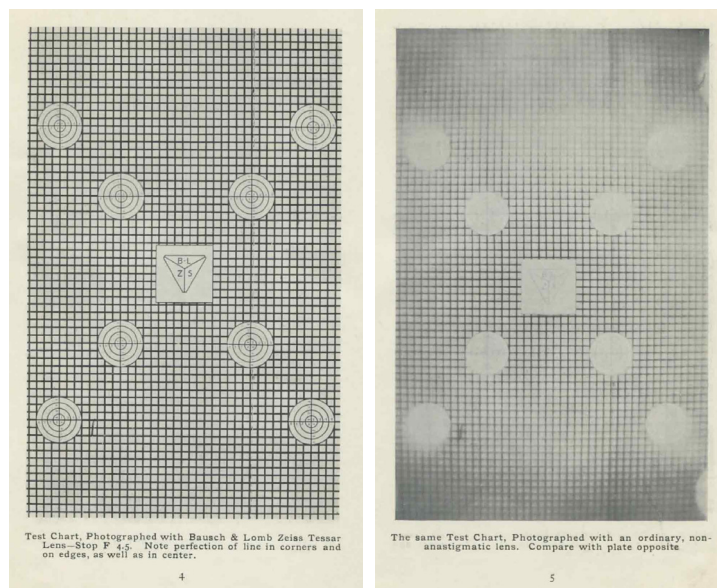 B·L
Z S
Test Chart, Photographed with Bausch & Lomb Zeiss Tessar
Lens—Stop F 4.5. Note perfection of line in corners and
on edges, as well as in center.
4
The same Test Chart, Photographed with an ordinary, non-
anastigmatic lens. Compare with plate opposite
5